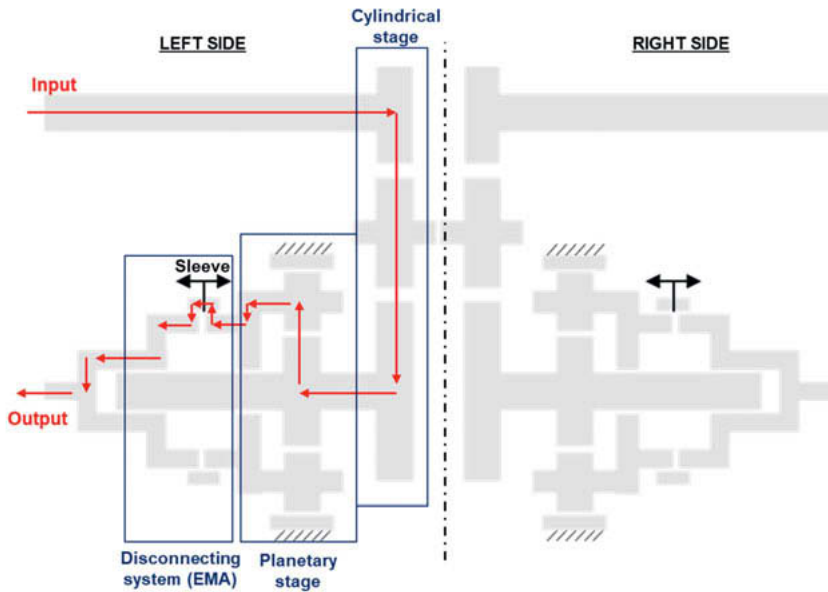 Cylindrical
stage
LEFT SIDE
RIGHT SIDE
Input
Sleeve
Output
Disconnecting
system (EMA)
Planetary
stage